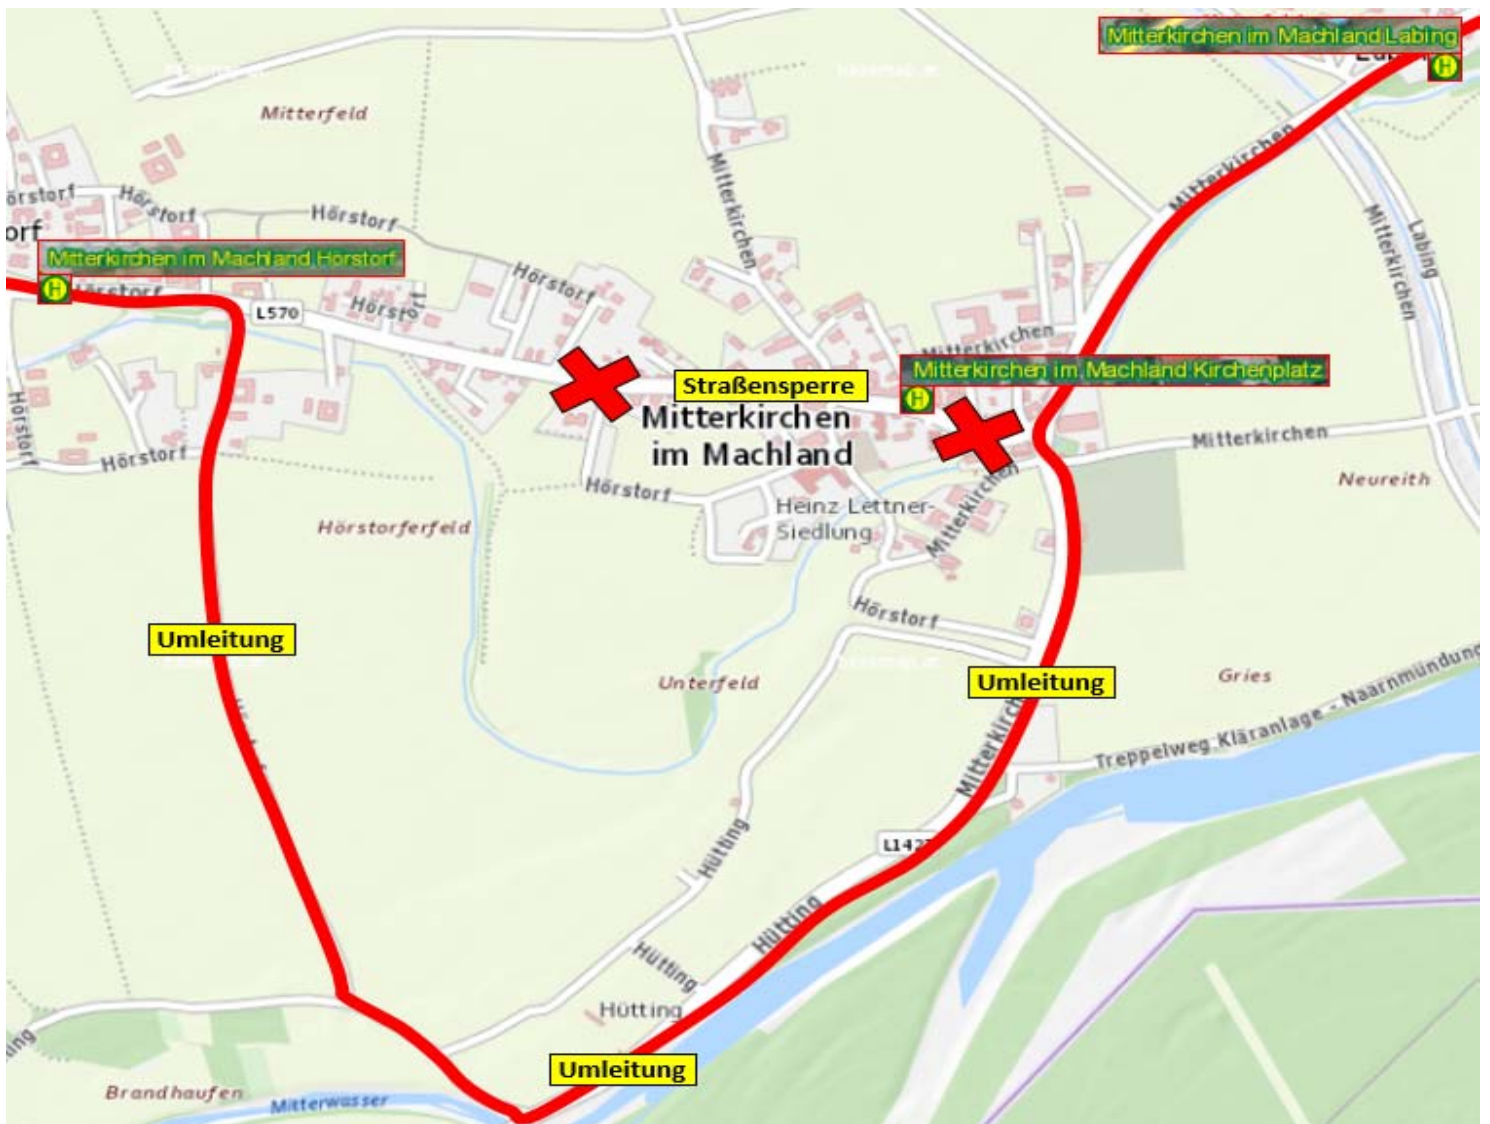 Mitterkirchen im Machland Labing
H
Mitterfeld
Mitterkirchen
Mitterkirchen
Hörstorf
Hörstorf
Mitterkirchen
Labing
Mitterkirchen im Machland Hörstorf
H
Hörstorf
L570
Hörstorf
Hörstorf
Mitterkirchen
Mitterkirchen im Machland Kirchenplatz
H
Straßensperre
Mitterkirchen
im Machland
Hörstorf
Hörstorf
Mitterkirchen
Neureith
Hörstorf
Heinz Lettner-
Siedlung
Mitterkirchen
Hörstorferfeld
Hörstorf
Umleitung
Unterfeld
Umleitung
Gries
Treppelweg Kläranlage - Naarnmündung
Hütting
Hütting
Hütting
Hütting
Umleitung
Brandhaufen
Mitterwasser